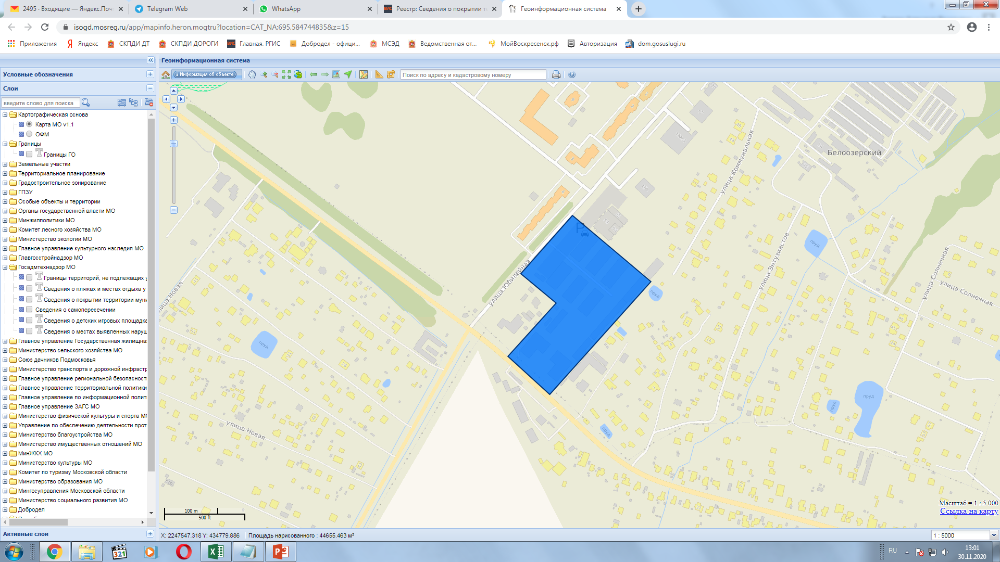 2495 · Входящие — Яндекс.Поч
Telegram Web
WhatsApp
Реестр: Сведения о покрытии т
Геоинформационная система
isogd.mosreg.ru/app/mapinfo.heron.mogtru?location=CAT_NA:695,584744835&z=15
Приложения
Яндекс
СКПДИ ДТ
СКПДИ ДОРОГИ
Главная. РГИС
Добродел - офици...
МСЭД
Ведомственная от...
МойВоскресенск.рф
Авторизация
dom.gosuslugi.ru
Геоинформационная система
Условные обозначения
Информация об объекте
Поиск по адресу и кадастровому номеру
Слои
введите слово для поиска
Картографическая основа
Карта МО v1.1
ОФМ
Границы
Границы ГО
Земельные участки
Территориальное планирование
Градостроительное зонирование
ГПЗУ
Особые объекты и территории
Органы государственной власти МО
Минжилполитики МО
Комитет лесного хозяйства МО
Министерство экологии МО
Главное управление культурного наследия МО
Главгосстройнадзор МО
Госадмтехнадзор МО
Границы территорий, не подлежащих у
Сведения о пляжах и местах отдыха у
Сведения о покрытии территории муни
Сведения о самопересечении
Сведения о детских игровых площадка
Сведения о местах выявленных наруш
Главное управление Государственная жилищна
Министерство сельского хозяйства МО
Союз дачников Подмосковья
Министерство транспорта и дорожной инфраст
Главное управление региональной безопасност
Главное управление территориальной политики
Главное управление по информационной полит
Главное управление ЗАГС МО
Министерство физической культуры и спорта МО
Управление по обеспечению деятельности прот
Министерство благоустройства МО
Министерство имущественных отношений МО
МинЖКХ МО
Министерство культуры МО
Комитет по туризму Московской области
Министерство образования МО
Мингосуправления Московской области
Министерство социального развития МО
Добродел
Активные слои
Белоозерский
улица Коммунальная
улица Энтузиастов
улица Солнечная
улица Солнечная
улица Юбилейная
улица Новая
улица Новая
пруд
пруд
пруд
пруд
пруд
пруд
P
100 m
500 ft
Масштаб = 1 : 5 000
Ссылка на карту
X: 2247547.318 Y: 434779.886
Площадь нарисованного : 44655.463 м²
1 : 5000
321
RU
13:01
30.11.2020